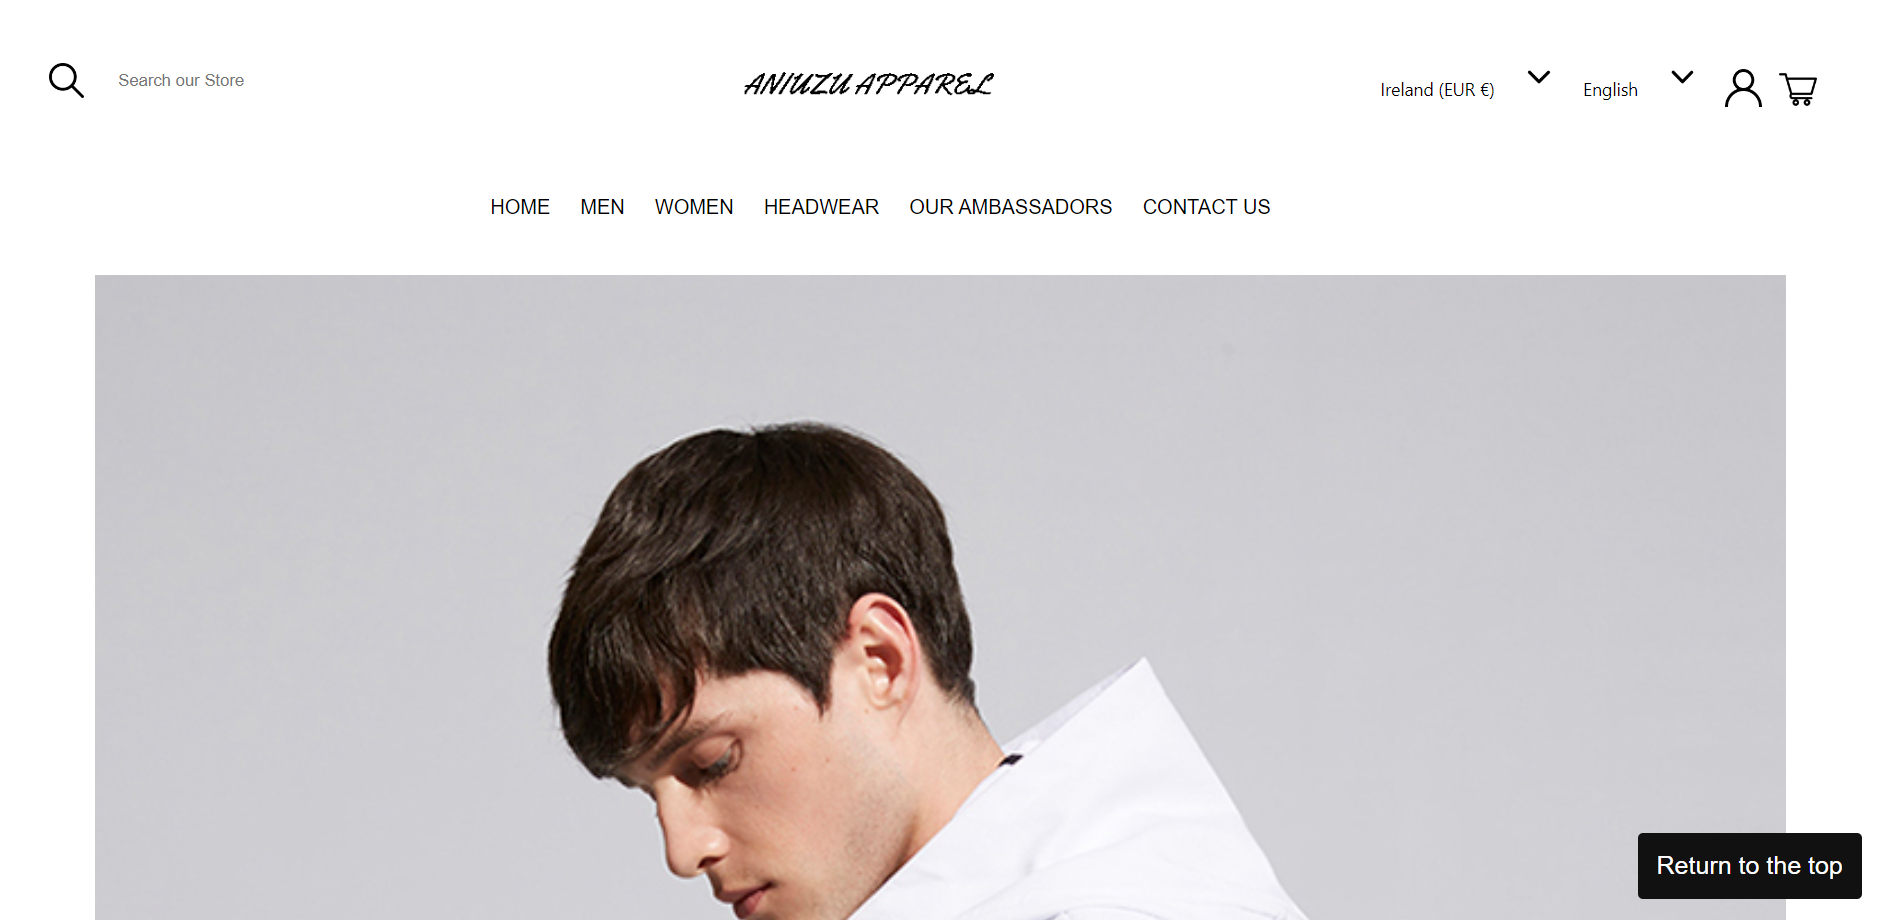 Search our Store
ANIUZU APPAREL
Ireland (EUR €)
English
HOME MEN WOMEN HEADWEAR OUR AMBASSADORS CONTACT US
Return to the top